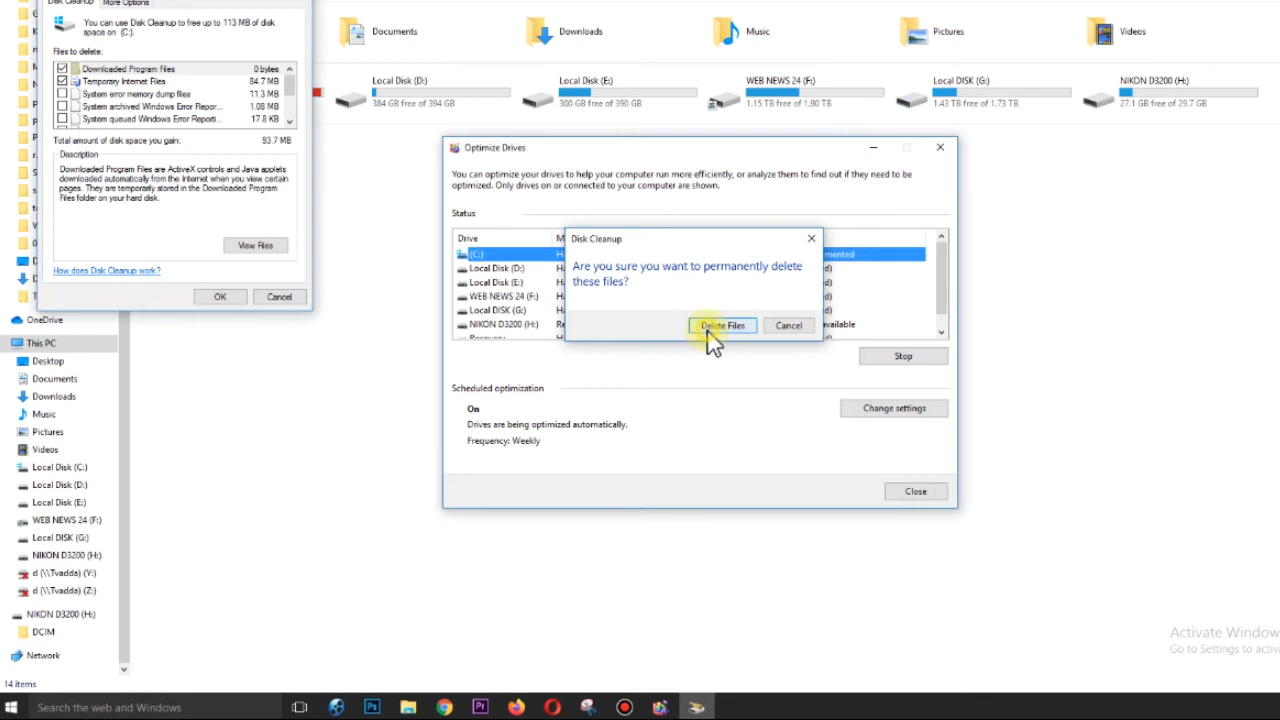 Disk Cleanup More Options
You can use Disk Cleanup to free up to 113 MB of disk
space on (C:).
Files to delete:
Downloaded Program Files 0 bytes
Temporary Internet Files 84.7 MB
System error memory dump files 11.3 MB
System archived Windows Error Repor... 1.08 MB
System queued Windows Error Reporti... 17.8 KB
Total amount of disk space you gain: 93.7 MB
Description
Downloaded Program Files are ActiveX controls and Java applets
downloaded automatically from the Internet when you view certain
pages. They are temporarily stored in the Downloaded Program
Files folder on your hard disk.
View Files
How does Disk Cleanup work?
OK Cancel
Documents Downloads Music Pictures Videos
Local Disk (D:) Local Disk (E:) WEB NEWS 24 (F:) Local DISK (G:) NIKON D3200 (H:)
384 GB free of 394 GB 300 GB free of 390 GB 1.15 TB free of 1.90 TB 1.43 TB free of 1.73 TB 27.1 GB free of 29.7 GB
Optimize Drives
You can optimize your drives to help your computer run more efficiently, or analyze them to find out if they need to be
optimized. Only drives on or connected to your computer are shown.
Status
Drive
(C:)
Local Disk (D:)
Local Disk (E:)
WEB NEWS 24 (F:)
Local DISK (G:)
NIKON D3200 (H:)
Disk Cleanup
Are you sure you want to permanently delete
these files?
Delete Files Cancel
Stop
Scheduled optimization
On
Drives are being optimized automatically.
Frequency: Weekly
Change settings
Close
OneDrive
This PC
Desktop
Documents
Downloads
Music
Pictures
Videos
Local Disk (C:)
Local Disk (D:)
Local Disk (E:)
WEB NEWS 24 (F:)
Local DISK (G:)
NIKON D3200 (H:)
d (\\Tvadda) (Y:)
d (\\Tvadda) (Z:)
NIKON D3200 (H:)
DCIM
Network
14 items
Activate Window
Go to Settings to activa
Search the web and Windows